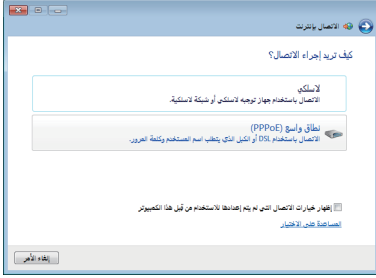 الاتصال بإنترنت
كيف تريد إجراء الاتصال؟
لاسلكي
الاتصال باستخدام جهاز توجيه لاسلكي أو شبكة لاسلكية.
نطاق واسع (PPPoE)
الاتصال باستخدام DSL أو الكبل الذي يتطلب اسم المستخدم وكلمة المرور.
إظهار خيارات الاتصال التي لم يتم إعدادها للاستخدام من قبل هذا الكمبيوتر
المساعدة على الاختيار
إلغاء الأمر